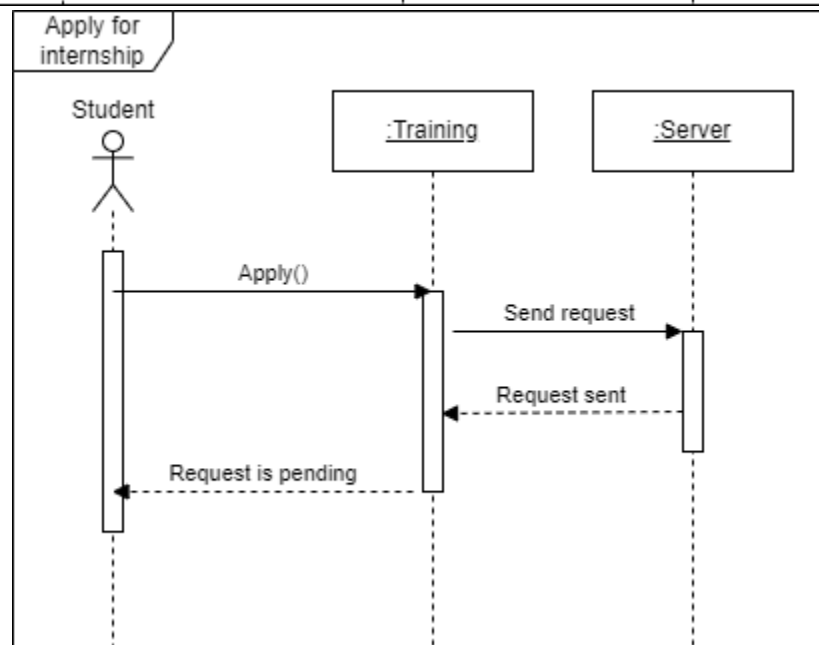 Apply for
internship
Student
:Training
:Server
Apply()
Send request
Request sent
Request is pending